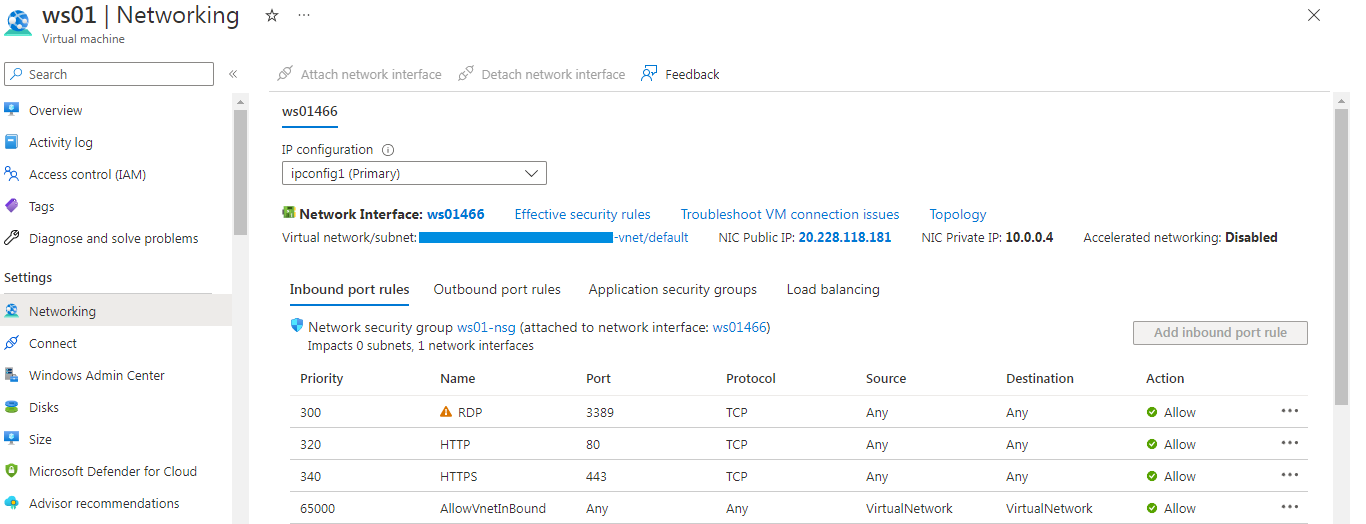 ws01 | Networking ☆ ···
Virtual machine
Search «
Overview
Activity log
Access control (IAM)
Tags
Diagnose and solve problems
Settings
Networking
Connect
Windows Admin Center
Disks
Size
Microsoft Defender for Cloud
Advisor recommendations
Attach network interface Detach network interface Feedback
ws01466
IP configuration
ipconfig1 (Primary)
Network Interface: ws01466 Effective security rules Troubleshoot VM connection issues Topology
Virtual network/subnet: -vnet/default NIC Public IP: 20.228.118.181 NIC Private IP: 10.0.0.4 Accelerated networking: Disabled
Inbound port rules Outbound port rules Application security groups Load balancing
Network security group ws01-nsg (attached to network interface: ws01466)
Impacts 0 subnets, 1 network interfaces
Add inbound port rule
Priority Name Port Protocol Source Destination Action
300 RDP 3389 TCP Any Any Allow ···
320 HTTP 80 TCP Any Any Allow ···
340 HTTPS 443 TCP Any Any Allow ···
65000 AllowVnetInBound Any Any VirtualNetwork VirtualNetwork Allow ···